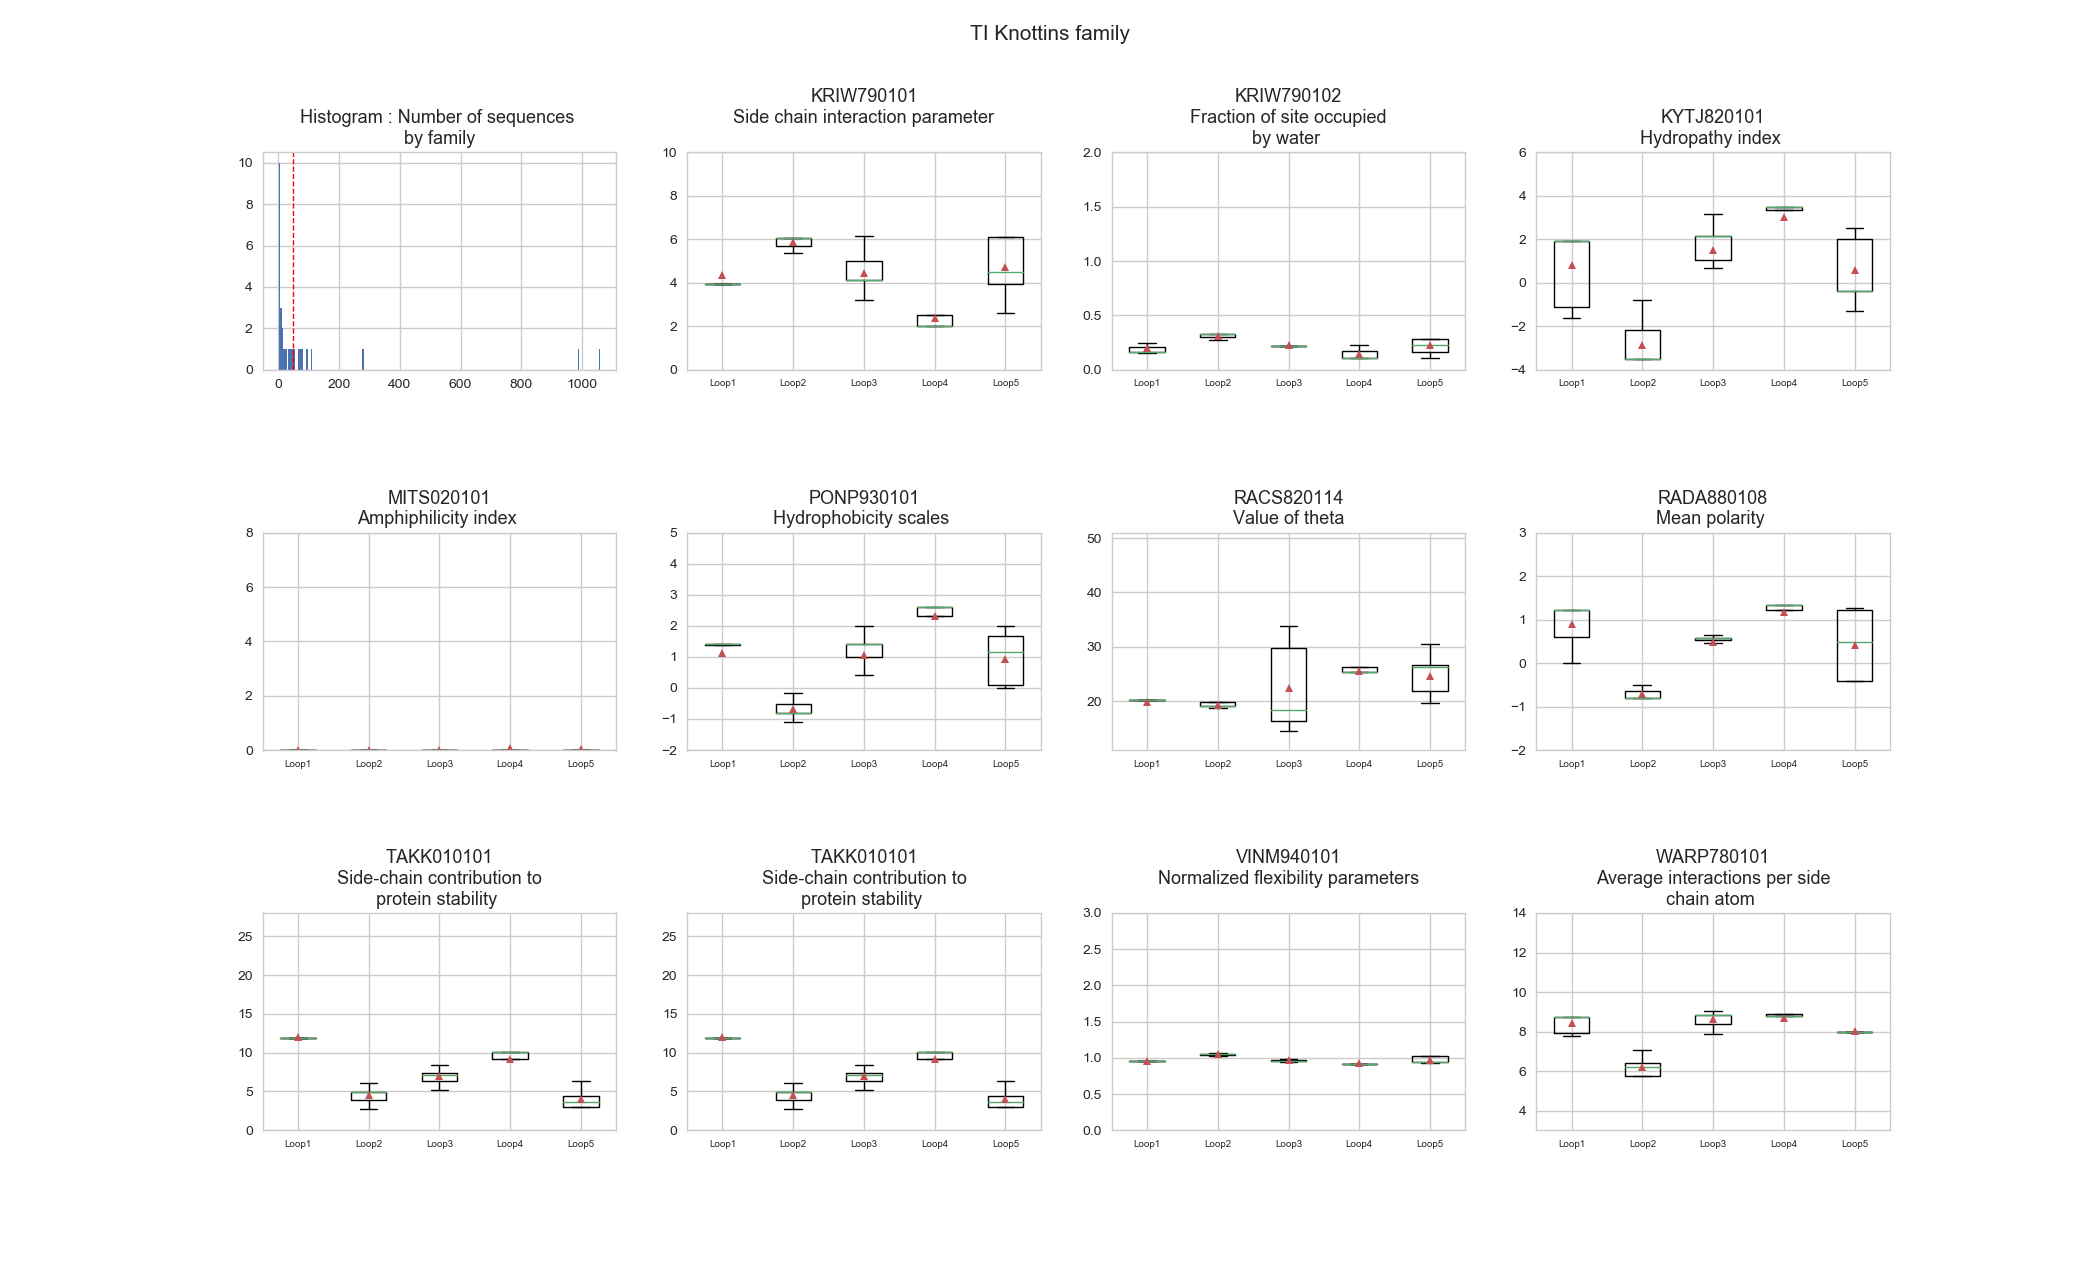 TI Knottins family
Histogram : Number of sequences
by family
10
8
6
4
2
0
0 200 400 600 800 1000
KRIW790101
Side chain interaction parameter
10
8
6
4
2
0
Loop1 Loop2 Loop3 Loop4 Loop5
KRIW790102
Fraction of site occupied
by water
2.0
1.5
1.0
0.5
0.0
Loop1 Loop2 Loop3 Loop4 Loop5
KYTJ820101
Hydropathy index
6
4
2
0
−2
−4
Loop1 Loop2 Loop3 Loop4 Loop5
MITS020101
Amphiphilicity index
8
6
4
2
0
Loop1 Loop2 Loop3 Loop4 Loop5
PONP930101
Hydrophobicity scales
5
4
3
2
1
0
−1
−2
Loop1 Loop2 Loop3 Loop4 Loop5
RACS820114
Value of theta
50
40
30
20
Loop1 Loop2 Loop3 Loop4 Loop5
RADA880108
Mean polarity
3
2
1
0
−1
−2
Loop1 Loop2 Loop3 Loop4 Loop5
TAKK010101
Side-chain contribution to
protein stability
25
20
15
10
5
0
Loop1 Loop2 Loop3 Loop4 Loop5
TAKK010101
Side-chain contribution to
protein stability
25
20
15
10
5
0
Loop1 Loop2 Loop3 Loop4 Loop5
VINM940101
Normalized flexibility parameters
3.0
2.5
2.0
1.5
1.0
0.5
0.0
Loop1 Loop2 Loop3 Loop4 Loop5
WARP780101
Average interactions per side
chain atom
14
12
10
8
6
4
Loop1 Loop2 Loop3 Loop4 Loop5